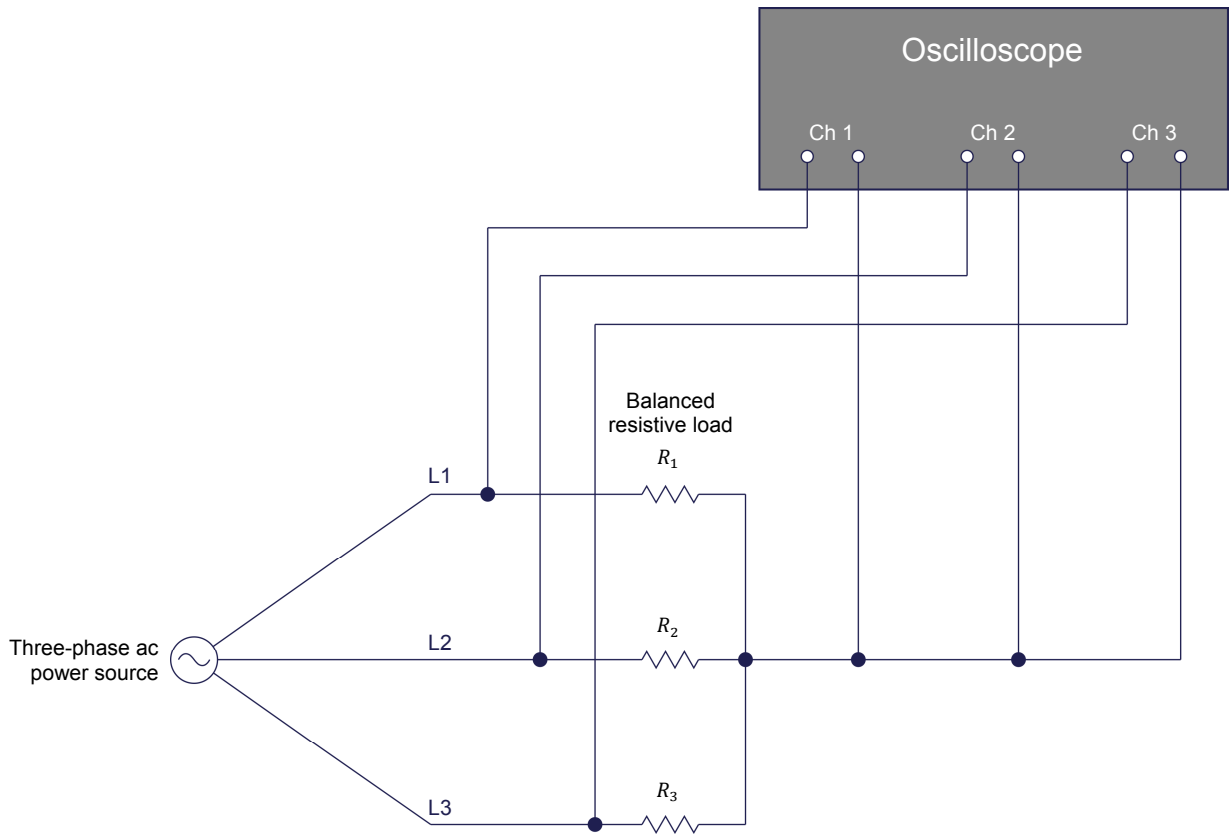 Oscilloscope
Ch 1
Ch 2
Ch 3
Balanced
resistive load
R₁
L1
R₂
L2
Three-phase ac
power source
R₃
L3